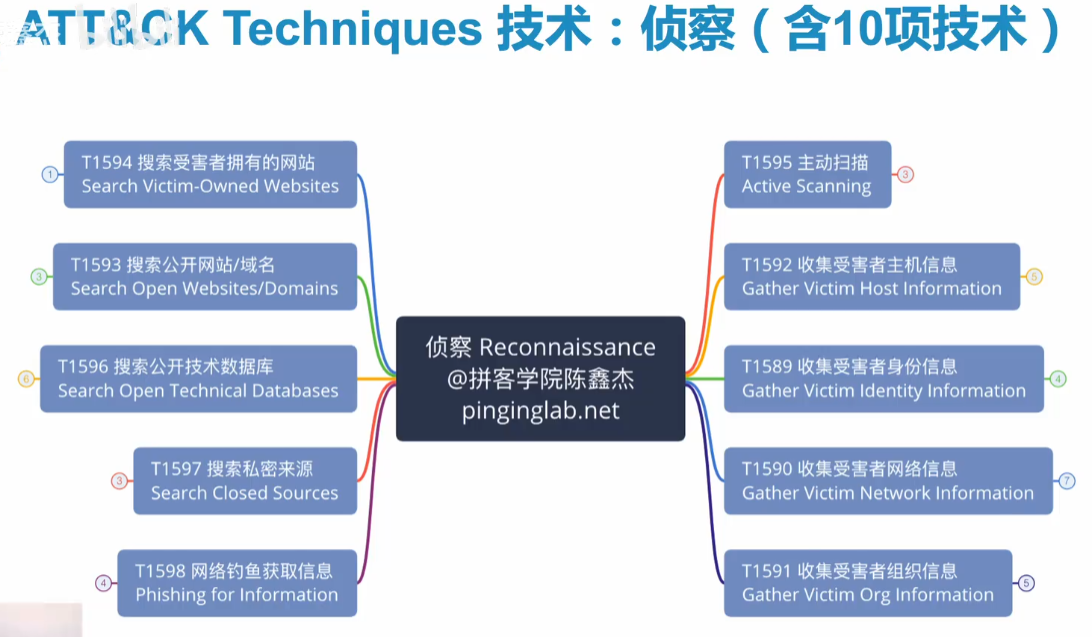 ATT&CK Techniques 技术：侦察（含10项技术）
T1594 搜索受害者拥有的网站
Search Victim-Owned Websites
1
T1593 搜索公开网站/域名
Search Open Websites/Domains
3
T1596 搜索公开技术数据库
Search Open Technical Databases
6
T1597 搜索私密来源
Search Closed Sources
3
T1598 网络钓鱼获取信息
Phishing for Information
4
侦察 Reconnaissance
@拼客学院陈鑫杰
pinginglab.net
T1595 主动扫描
Active Scanning
3
T1592 收集受害者主机信息
Gather Victim Host Information
5
T1589 收集受害者身份信息
Gather Victim Identity Information
4
T1590 收集受害者网络信息
Gather Victim Network Information
7
T1591 收集受害者组织信息
Gather Victim Org Information
5